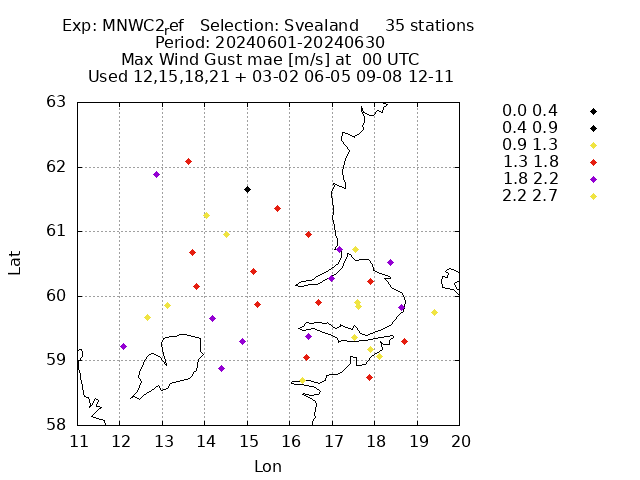 Exp: MNWC2ref   Selection: Svealand     35 stations
Period: 20240601-20240630
Max Wind Gust mae [m/s] at  00 UTC
Used 12,15,18,21 + 03-02 06-05 09-08 12-11
0.0 0.4
0.4 0.9
0.9 1.3
1.3 1.8
1.8 2.2
2.2 2.7
63
62
61
60
59
58
Lat
11 12 13 14 15 16 17 18 19 20
Lon